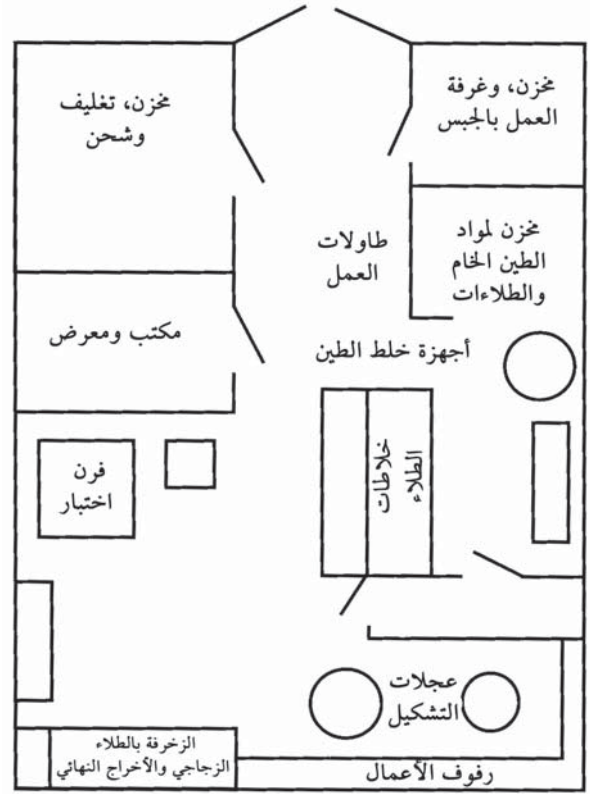 مخزن، وغرفة
العمل بالجبس
مخزن، تغليف
وشحن
مخزن لمواد
الطين الخام
والطلاءات
طاولات
العمل
مكتب ومعرض
أجهزة خلط الطين
فرن
اختبار
خلاطات
الطلاء
عجلات
التشكيل
الزخرفة بالطلاء
الزجاجي والأخراج النهائي
رفوف الأعمال